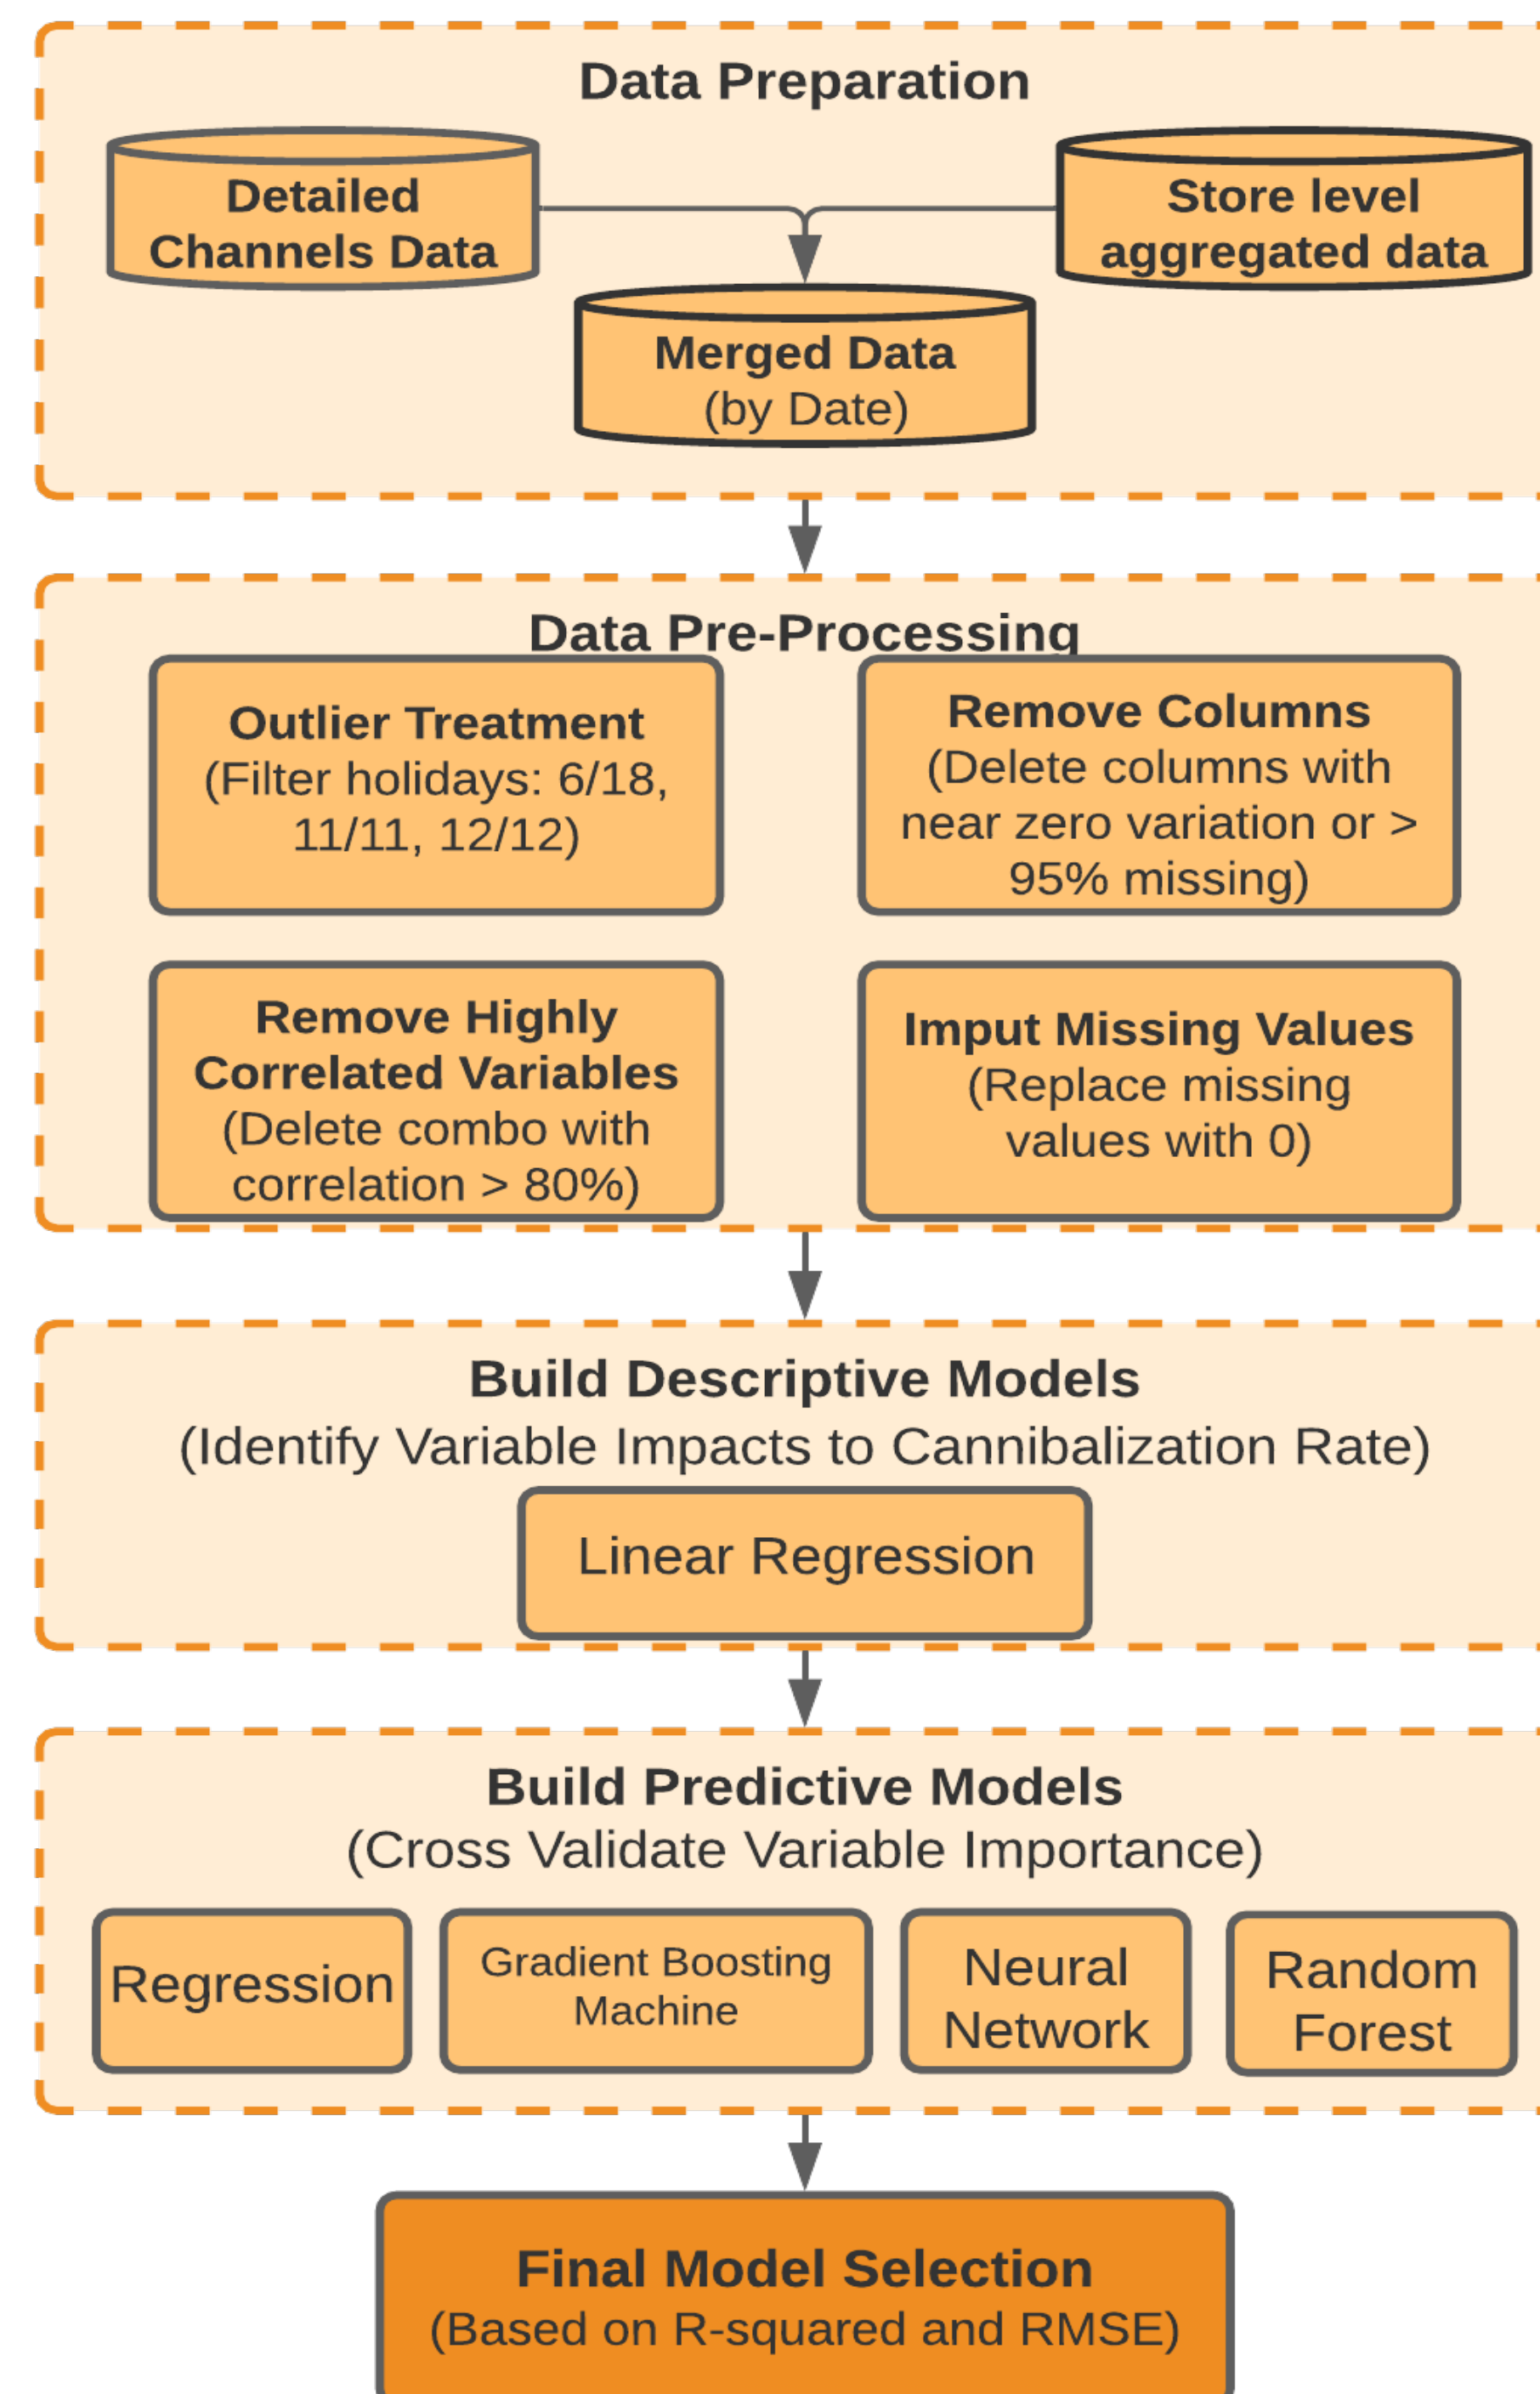 Data Preparation
Detailed
Channels Data
Store level
aggregated data
Merged Data
(by Date)
Data Pre-Processing
Outlier Treatment
(Filter holidays: 6/18,
11/11, 12/12)
Remove Columns
(Delete columns with
near zero variation or >
95% missing)
Remove Highly
Correlated Variables
(Delete combo with
correlation > 80%)
Imput Missing Values
(Replace missing
values with 0)
Build Descriptive Models
(Identify Variable Impacts to Cannibalization Rate)
Linear Regression
Build Predictive Models
(Cross Validate Variable Importance)
Regression
Gradient Boosting
Machine
Neural
Network
Random
Forest
Final Model Selection
(Based on R-squared and RMSE)